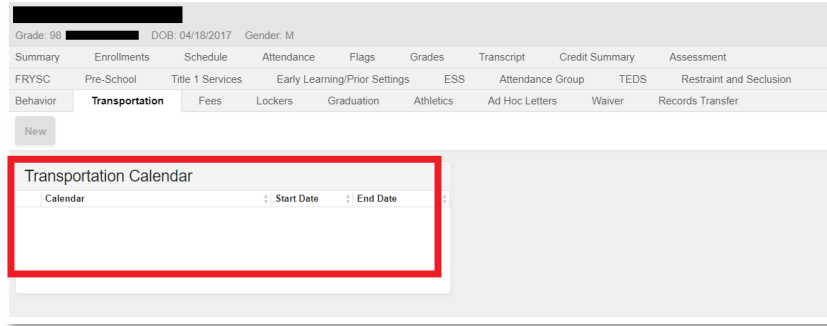 Grade: 98 DOB: 04/18/2017 Gender: M
Summary Enrollments Schedule Attendance Flags Grades Transcript Credit Summary Assessment
FRYSC Pre-School Title 1 Services Early Learning/Prior Settings ESS Attendance Group TEDS Restraint and Seclusion
Behavior Transportation Fees Lockers Graduation Athletics Ad Hoc Letters Waiver Records Transfer
New
Transportation Calendar
Calendar Start Date End Date